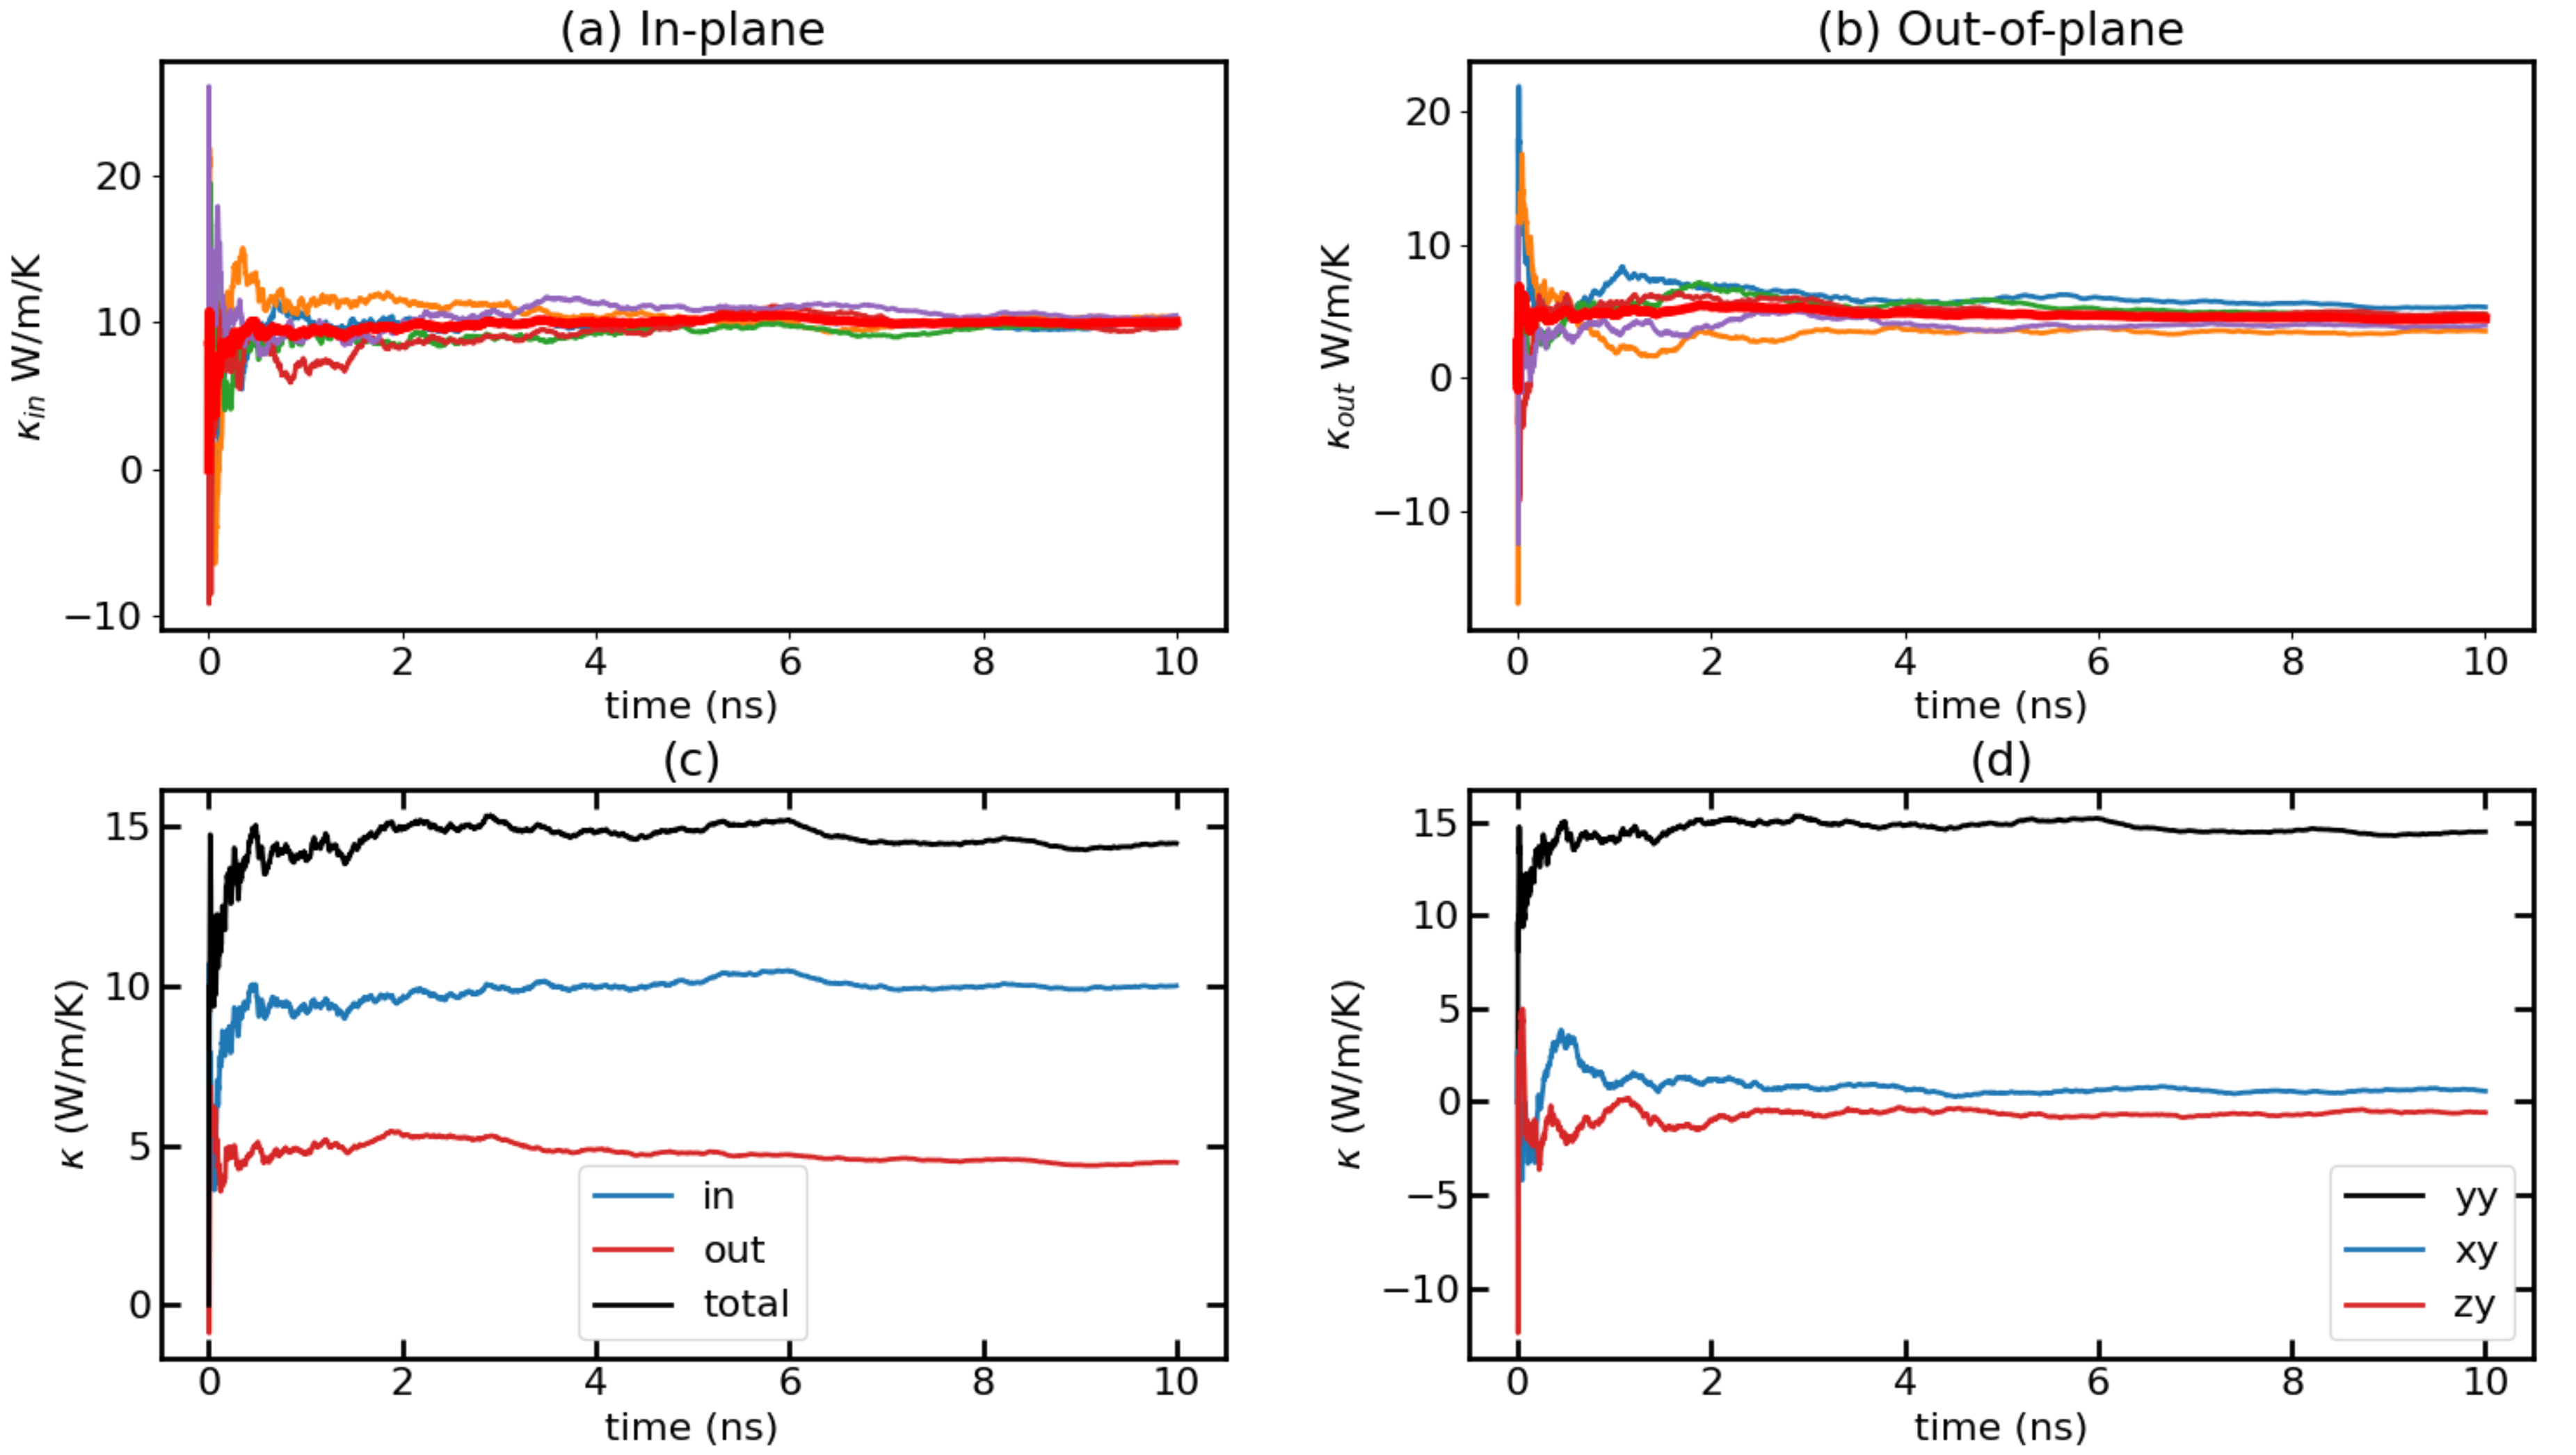 (a) In-plane
κin W/m/K
20
10
0
−10
0 2 4 6 8 10
time (ns)
(b) Out-of-plane
κout W/m/K
20
10
0
−10
0 2 4 6 8 10
time (ns)
(c)
κ (W/m/K)
15
10
5
0
in
out
total
0 2 4 6 8 10
time (ns)
(d)
κ (W/m/K)
15
10
5
0
−5
−10
yy
xy
zy
0 2 4 6 8 10
time (ns)